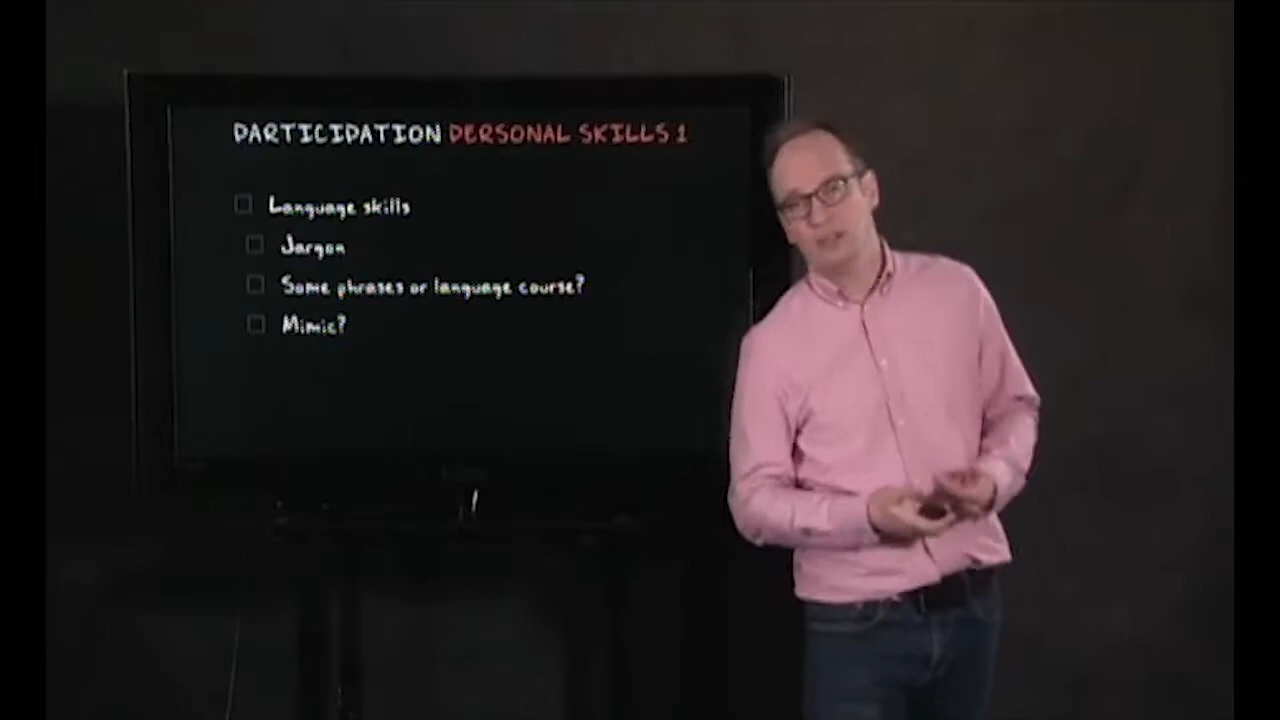 PARTICIPATION PERSONAL SKILLS 1
Language skills
Jargon
Some phrases or language course?
Mimic?